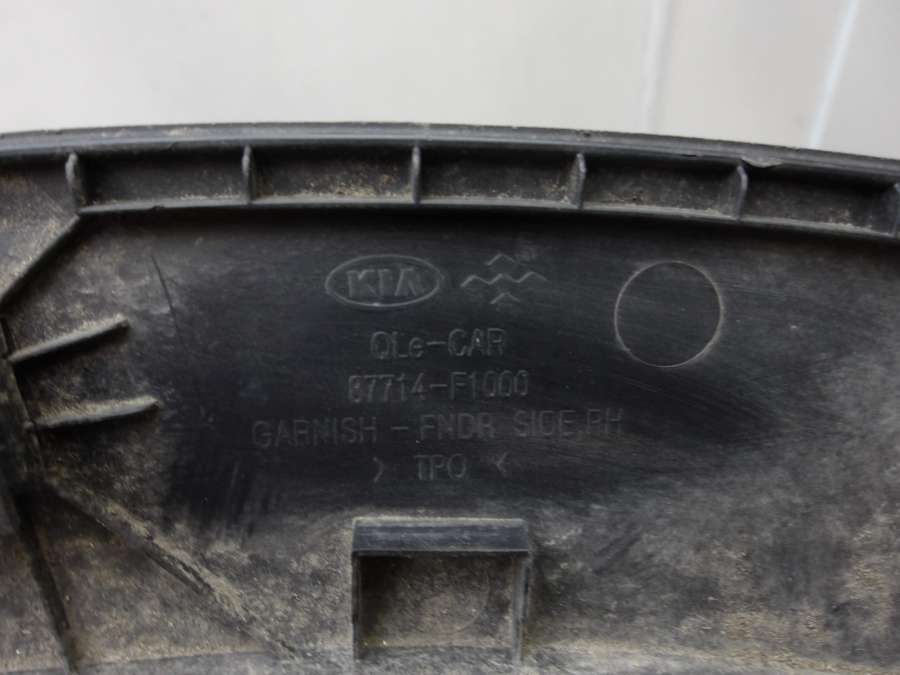 KIA
QLe-CAR
87714-F1000
GARNISH - FNDR SIDE,RH
> TPO <